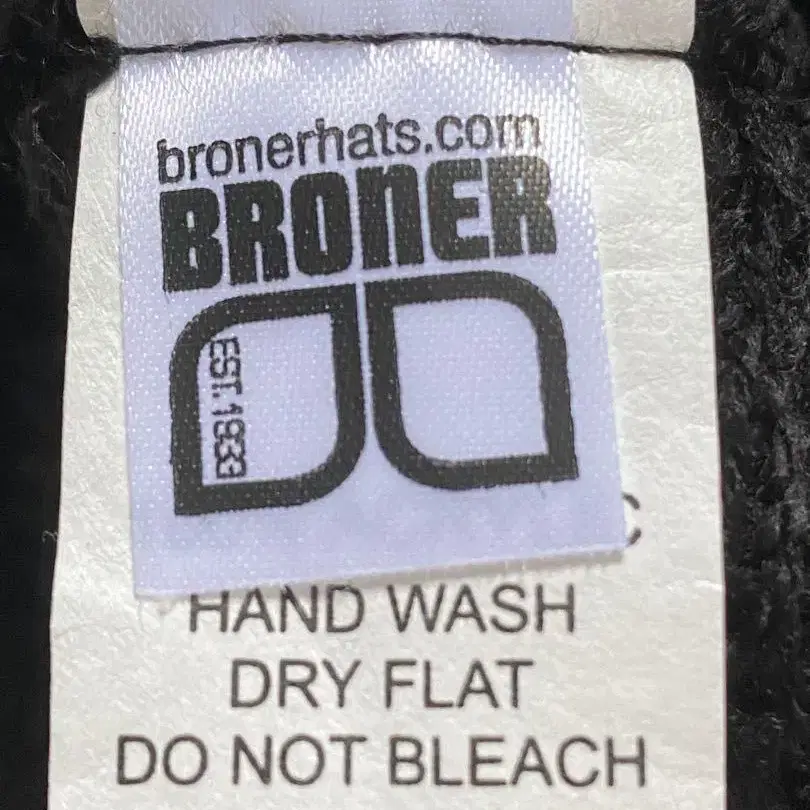 bronerhats.com
BRONER
EST. 1933
HAND WASH
DRY FLAT
DO NOT BLEACH